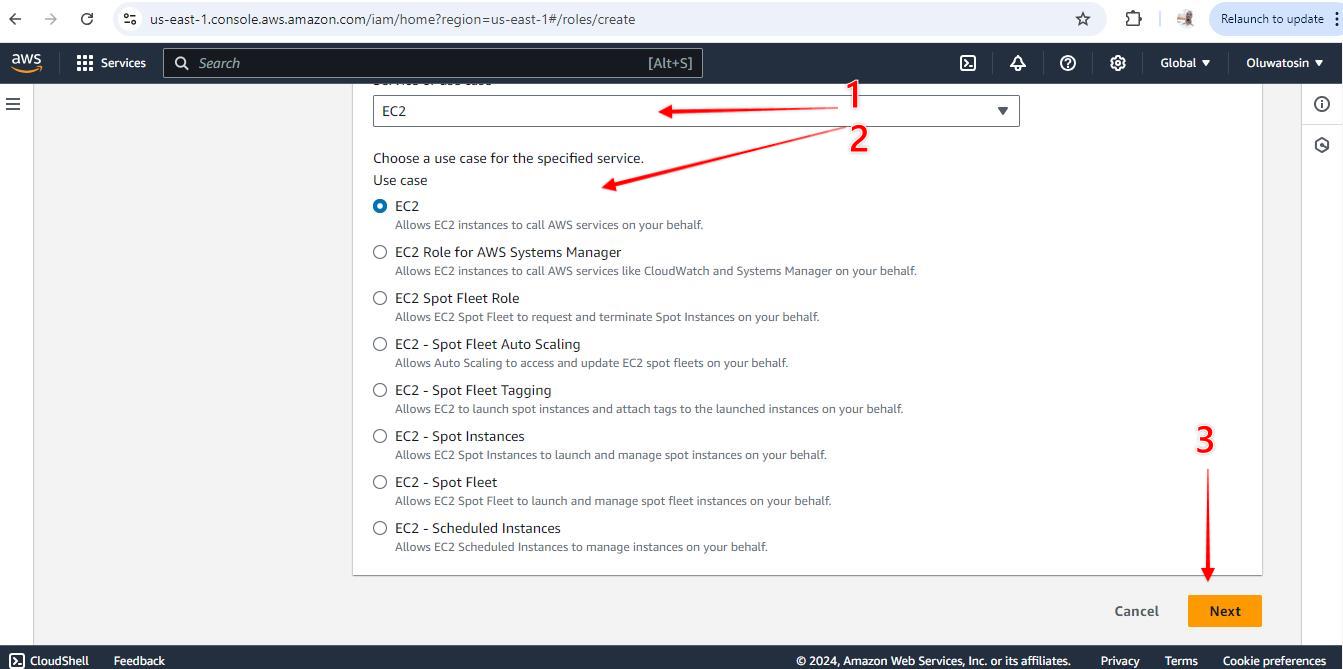 us-east-1.console.aws.amazon.com/iam/home?region=us-east-1#/roles/create
Relaunch to update
aws
Services
Search
[Alt+S]
Global
Oluwatosin
EC2
1
2
Choose a use case for the specified service.
Use case
EC2
Allows EC2 instances to call AWS services on your behalf.
EC2 Role for AWS Systems Manager
Allows EC2 instances to call AWS services like CloudWatch and Systems Manager on your behalf.
EC2 Spot Fleet Role
Allows EC2 Spot Fleet to request and terminate Spot Instances on your behalf.
EC2 - Spot Fleet Auto Scaling
Allows Auto Scaling to access and update EC2 spot fleets on your behalf.
EC2 - Spot Fleet Tagging
Allows EC2 to launch spot instances and attach tags to the launched instances on your behalf.
EC2 - Spot Instances
Allows EC2 Spot Instances to launch and manage spot instances on your behalf.
3
EC2 - Spot Fleet
Allows EC2 Spot Fleet to launch and manage spot fleet instances on your behalf.
EC2 - Scheduled Instances
Allows EC2 Scheduled Instances to manage instances on your behalf.
Cancel
Next
CloudShell
Feedback
© 2024, Amazon Web Services, Inc. or its affiliates.
Privacy
Terms
Cookie preferences